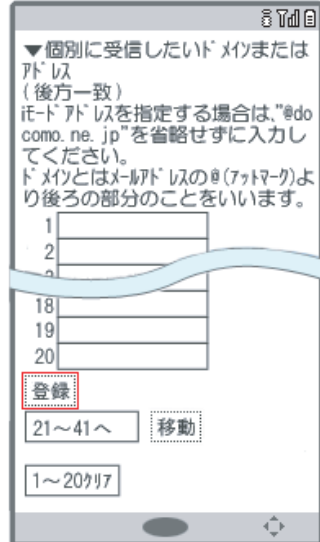 ▼個別に受信したいﾄﾞﾒｲﾝまたは
ｱﾄﾞﾚｽ
(後方一致)
iﾓｰﾄﾞｱﾄﾞﾚｽを指定する場合は、"@do
como.ne.jp"を省略せずに入力し
てください。
ﾄﾞﾒｲﾝとはﾒｰﾙｱﾄﾞﾚｽの@(ｱｯﾄﾏｰｸ)よ
り後ろの部分のことをいいます。
1
2
18
19
20
登録
21～41へ 移動
1～20ｸﾘｱ